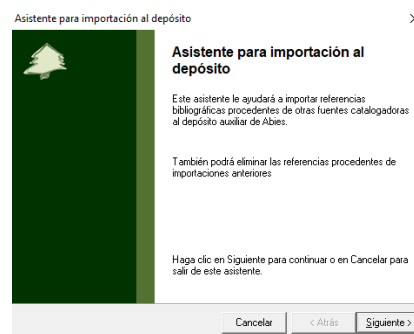 Asistente para importación al depósito
Asistente para importación al
depósito
Este asistente le ayudará a importar referencias
bibliográficas procedentes de otras fuentes catalogadoras
al depósito auxiliar de Abies.
También podrá eliminar las referencias procedentes de
importaciones anteriores
Haga clic en Siguiente para continuar o en Cancelar para
salir de este asistente.
Cancelar < Atrás Siguiente >